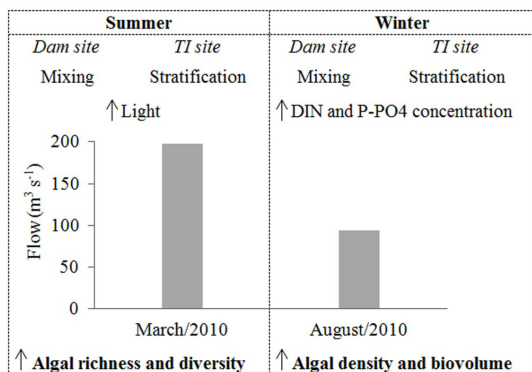 Summer Winter
Dam site TI site Dam site TI site
Mixing Stratification Mixing Stratification
↑ Light ↑ DIN and P-PO4 concentration
Flow (m³ s⁻¹)
200
150
100
50
0
March/2010 August/2010
↑ Algal richness and diversity ↑ Algal density and biovolume